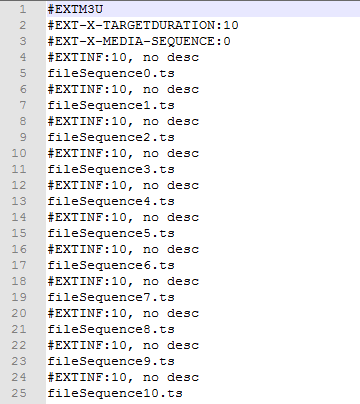 1 #EXTM3U
2 #EXT-X-TARGETDURATION:10
3 #EXT-X-MEDIA-SEQUENCE:0
4 #EXTINF:10, no desc
5 fileSequence0.ts
6 #EXTINF:10, no desc
7 fileSequence1.ts
8 #EXTINF:10, no desc
9 fileSequence2.ts
10 #EXTINF:10, no desc
11 fileSequence3.ts
12 #EXTINF:10, no desc
13 fileSequence4.ts
14 #EXTINF:10, no desc
15 fileSequence5.ts
16 #EXTINF:10, no desc
17 fileSequence6.ts
18 #EXTINF:10, no desc
19 fileSequence7.ts
20 #EXTINF:10, no desc
21 fileSequence8.ts
22 #EXTINF:10, no desc
23 fileSequence9.ts
24 #EXTINF:10, no desc
25 fileSequence10.ts